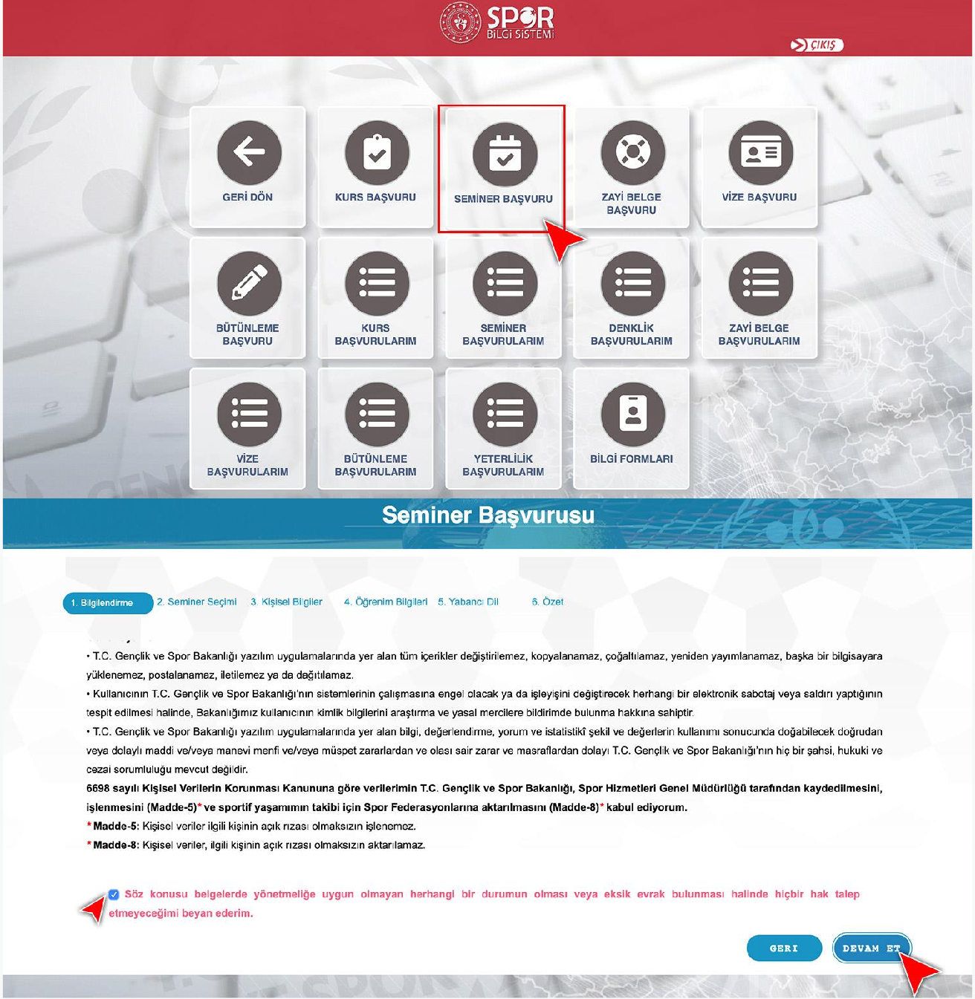 SPOR
BİLGİ SİSTEMİ
ÇIKIŞ
GERİ DÖN
KURS BAŞVURU
SEMİNER BAŞVURU
ZAYİ BELGE
BAŞVURU
VİZE BAŞVURU
BÜTÜNLEME
BAŞVURU
KURS
BAŞVURULARIM
SEMİNER
BAŞVURULARIM
DENKLİK
BAŞVURULARIM
ZAYİ BELGE
BAŞVURULARIM
VİZE
BAŞVURULARIM
BÜTÜNLEME
BAŞVURULARIM
YETERLİLİK
BAŞVURULARIM
BİLGİ FORMLARI
Seminer Başvurusu
1. Bilgilendirme 2. Seminer Seçimi 3. Kişisel Bilgiler 4. Öğrenim Bilgileri 5. Yabancı Dil 6. Özet
• T.C. Gençlik ve Spor Bakanlığı yazılım uygulamalarında yer alan tüm içerikler değiştirilemez, kopyalanamaz, çoğaltılamaz, yeniden yayımlanamaz, başka bir bilgisayara
yüklenemez, postalanamaz, iletilemez ya da dağıtılamaz.
• Kullanıcının T.C. Gençlik ve Spor Bakanlığı'nın sistemlerinin çalışmasına engel olacak ya da işleyişini değiştirecek herhangi bir elektronik sabotaj veya saldırı yaptığının
tespit edilmesi halinde, Bakanlığımız kullanıcının kimlik bilgilerini araştırma ve yasal mercilere bildirimde bulunma hakkına sahiptir.
• T.C. Gençlik ve Spor Bakanlığı yazılım uygulamalarında yer alan bilgi, değerlendirme, yorum ve istatistikî şekil ve değerlerin kullanımı sonucunda doğabilecek doğrudan
veya dolaylı maddi ve/veya manevi menfi ve/veya müspet zararlardan ve olası sair zarar ve masraflardan dolayı T.C. Gençlik ve Spor Bakanlığı'nın hiç bir şahsi, hukuki ve
cezai sorumluluğu mevcut değildir.
6698 sayılı Kişisel Verilerin Korunması Kanununa göre verilerimin T.C. Gençlik ve Spor Bakanlığı, Spor Hizmetleri Genel Müdürlüğü tarafından kaydedilmesini,
işlenmesini (Madde-5)* ve sportif yaşamımın takibi için Spor Federasyonlarına aktarılmasını (Madde-8)* kabul ediyorum.
* Madde-5: Kişisel veriler ilgili kişinin açık rızası olmaksızın işlenemez.
* Madde-8: Kişisel veriler, ilgili kişinin açık rızası olmaksızın aktarılamaz.
Söz konusu belgelerde yönetmeliğe uygun olmayan herhangi bir durumun olması veya eksik evrak bulunması halinde hiçbir hak talep
etmeyeceğimi beyan ederim.
GERI DEVAM ET